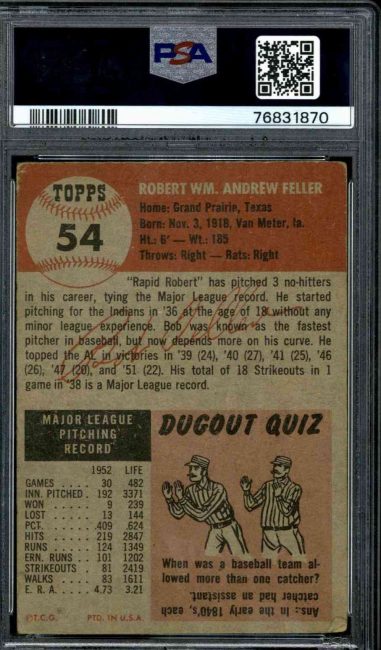 PSA
76831870
TOPPS
54
ROBERT WM. ANDREW FELLER
Home: Grand Prairie, Texas
Born: Nov. 3, 1918, Van Meter, Ia.
Ht.: 6' — Wt.: 185
Throws: Right — Bats: Right
"Rapid Robert" has pitched 3 no-hitters
in his career, tying the Major League record. He started
pitching for the Indians in '36 at the age of 18 without any
minor league experience. Bob was known as the fastest
pitcher in baseball, but now depends more on his curve. He
topped the AL in victories in '39 (24), '40 (27), '41 (25), '46
(26), '47 (20), and '51 (22). His total of 18 Strikeouts in 1
game in '38 is a Major League record.
MAJOR LEAGUE
PITCHING
RECORD
1952 LIFE
GAMES . . . . 30 482
INN. PITCHED . 192 3371
WON . . . . . 9 239
LOST . . . . . 13 144
PCT. . . . . .409 .624
HITS . . . . . 219 2847
RUNS . . . . . 124 1349
ERN. RUNS . . 101 1202
STRIKEOUTS . . 81 2419
WALKS . . . . 83 1611
E. R. A. . . . . 4.73 3.21
©T.C.G. PTD. IN U.S.A.
DUGOUT QUIZ
When was a baseball team al-
lowed more than one catcher?
Ans.: In the early 1840's, each
catcher had an assistant.